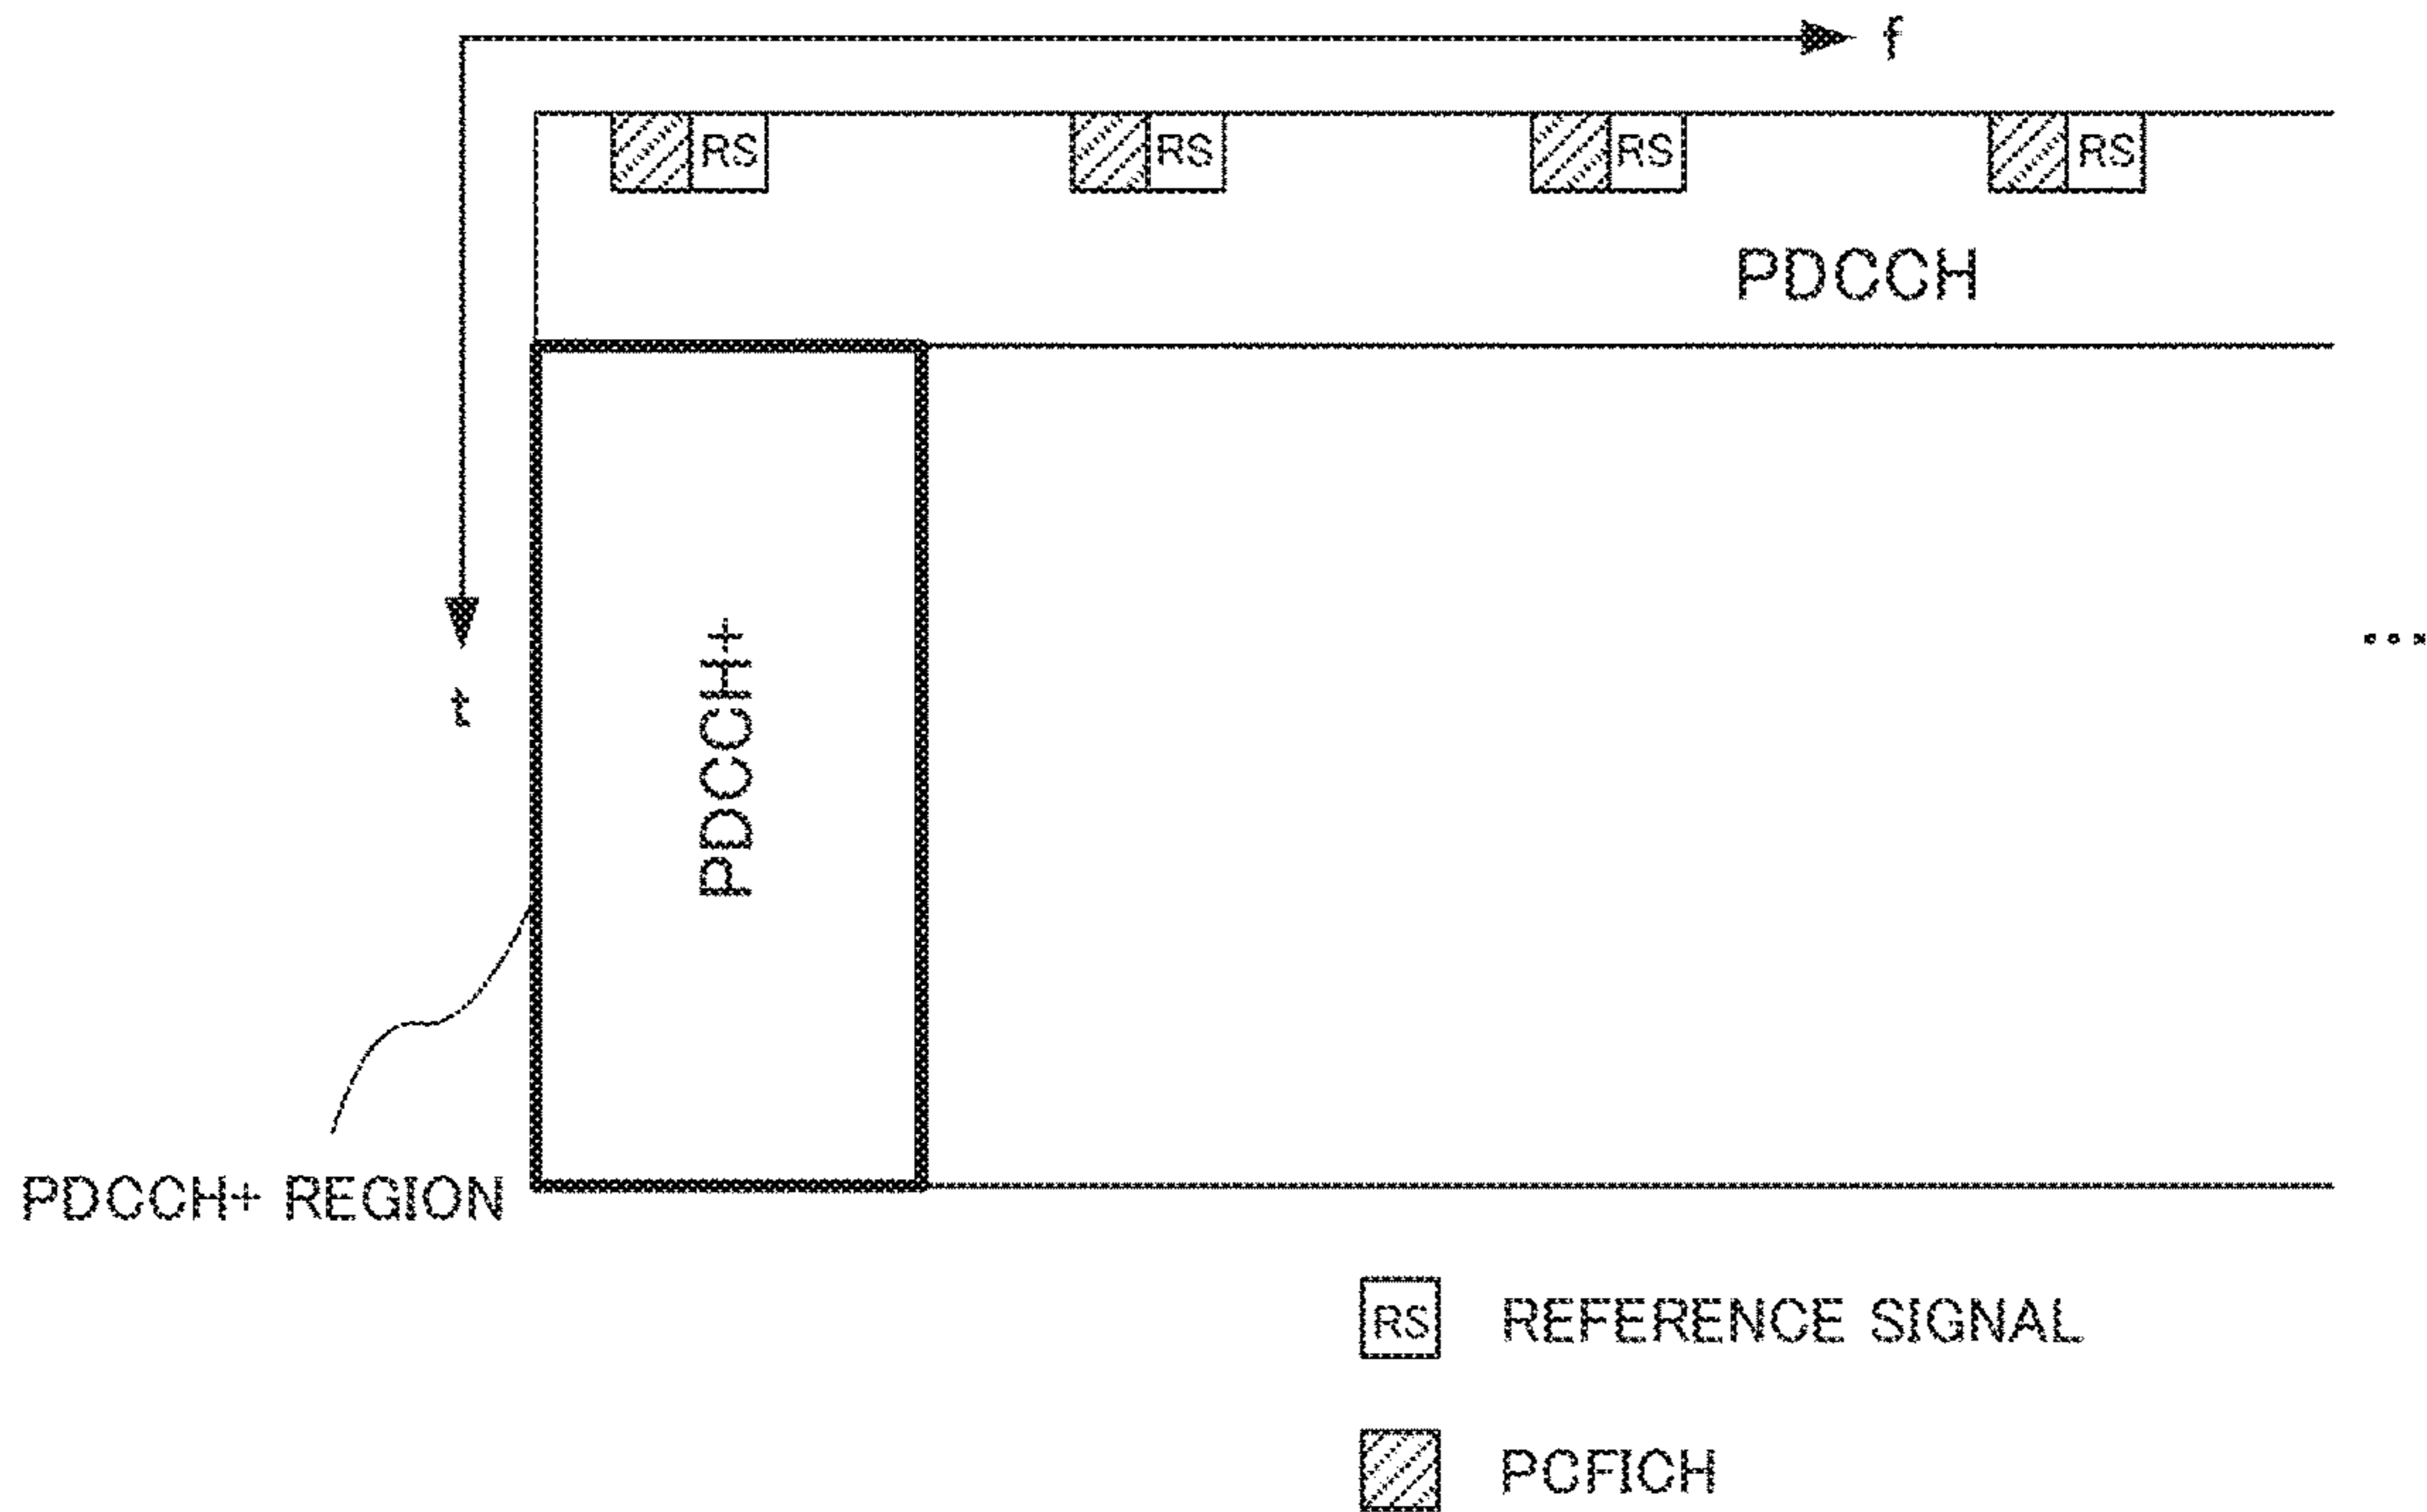 f
RS RS RS RS
PDCCH
PDCCH+
...
t
PDCCH+ REGION
RS REFERENCE SIGNAL
PCFICH